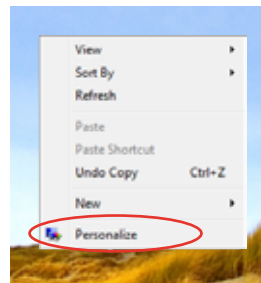 View
Sort By
Refresh
Paste
Paste Shortcut
Undo Copy Ctrl+Z
New
Personalize